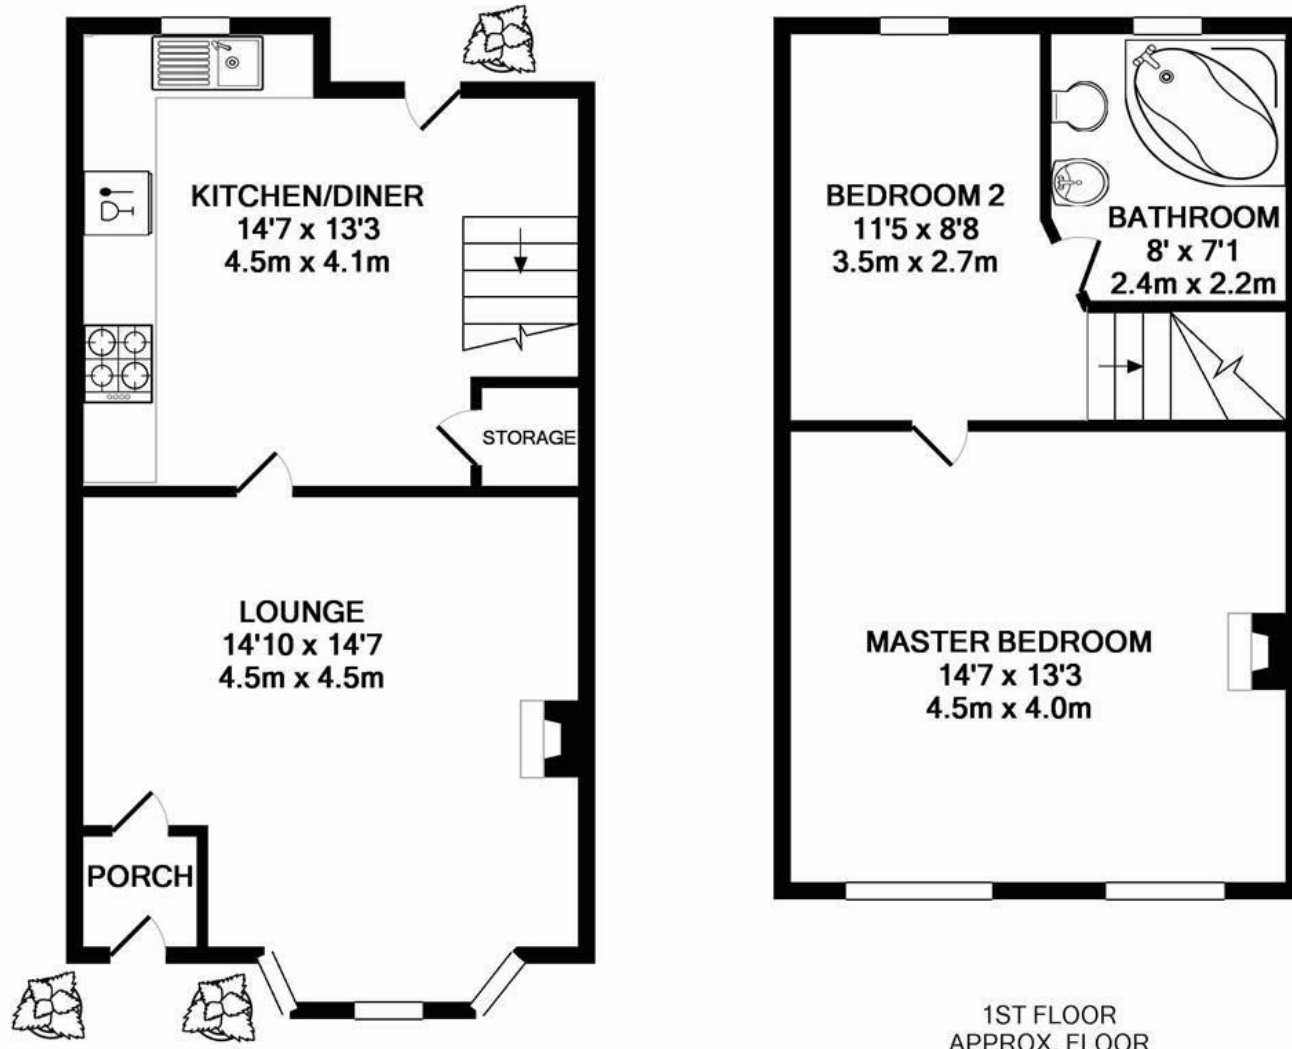 KITCHEN/DINER
14'7 x 13'3
4.5m x 4.1m
STORAGE
LOUNGE
14'10 x 14'7
4.5m x 4.5m
PORCH
BEDROOM 2
11'5 x 8'8
3.5m x 2.7m
BATHROOM
8' x 7'1
2.4m x 2.2m
MASTER BEDROOM
14'7 x 13'3
4.5m x 4.0m
1ST FLOOR
APPROX. FLOOR